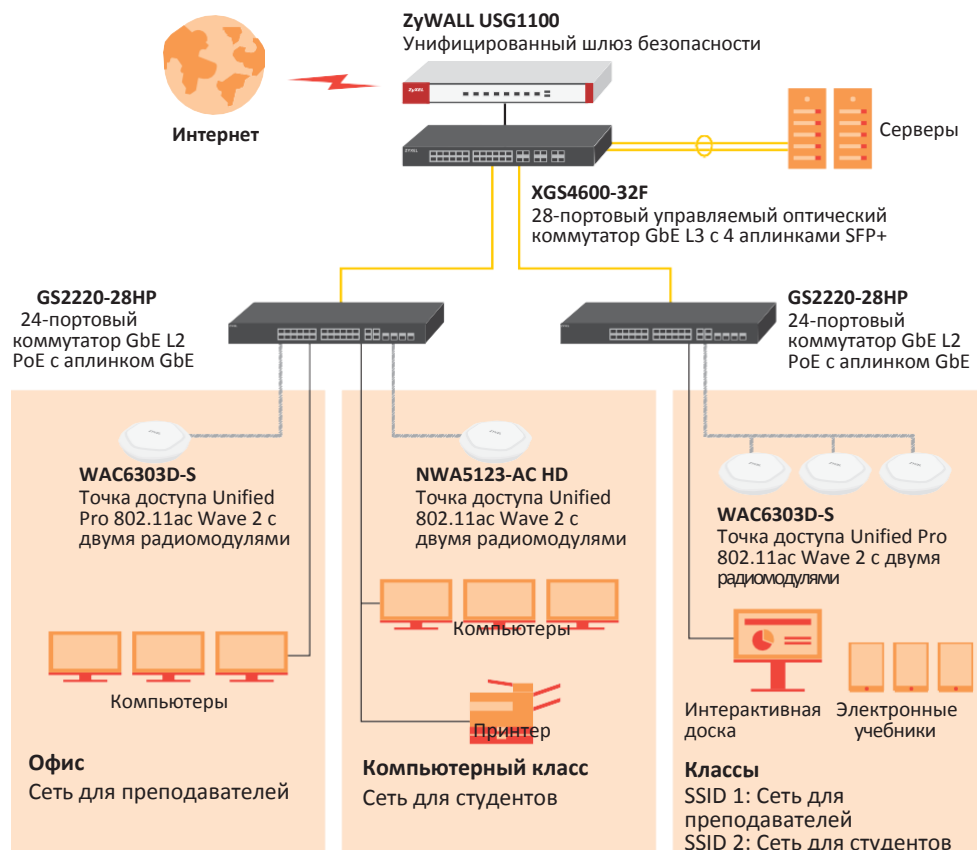 ZyWALL USG1100
Унифицированный шлюз безопасности
ZyXEL
Интернет
Серверы
XGS4600-32F
28-портовый управляемый оптический
коммутатор GbE L3 с 4 аплинками SFP+
GS2220-28HP
24-портовый
коммутатор GbE L2
PoE с аплинком GbE
GS2220-28HP
24-портовый
коммутатор GbE L2
PoE с аплинком GbE
WAC6303D-S
Точка доступа Unified
Pro 802.11ac Wave 2 с
двумя радиомодулями
NWA5123-AC HD
Точка доступа Unified
802.11ac Wave 2 с
двумя радиомодулями
WAC6303D-S
Точка доступа Unified Pro
802.11ac Wave 2 с двумя
радиомодулями
Компьютеры
Компьютеры
Принтер
Интерактивная
доска
Электронные
учебники
Офис
Сеть для преподавателей
Компьютерный класс
Сеть для студентов
Классы
SSID 1: Сеть для
преподавателей
SSID 2: Сеть для студентов